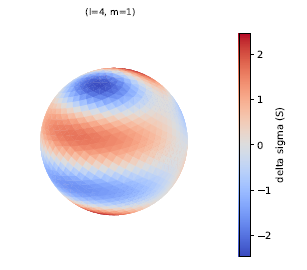 (l=4, m=1)
2
1
0
−1
−2
delta sigma (S)